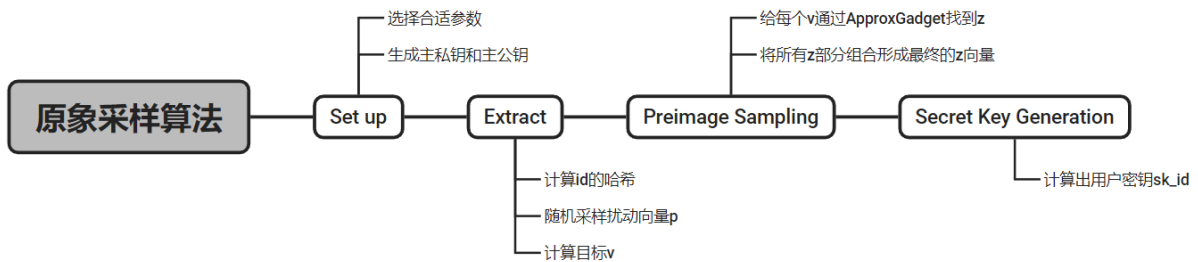 原象采样算法
Set up
选择合适参数
生成主私钥和主公钥
Extract
计算id的哈希
随机采样扰动向量p
计算目标v
Preimage Sampling
给每个v通过ApproxGadget找到z
将所有z部分组合形成最终的z向量
Secret Key Generation
计算出用户密钥sk_id